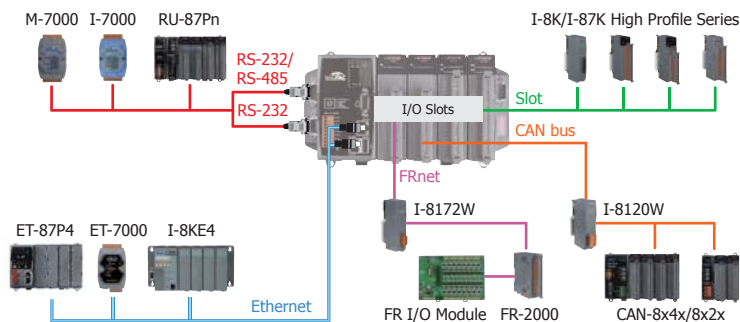 M-7000
I-7000
RU-87Pn
I-8K/I-87K High Profile Series
RS-232/
RS-485
RS-232
I/O Slots
Slot
CAN bus
FRnet
I-8172W
I-8120W
ET-87P4
ET-7000
I-8KE4
Ethernet
FR I/O Module
FR-2000
CAN-8x4x/8x2x